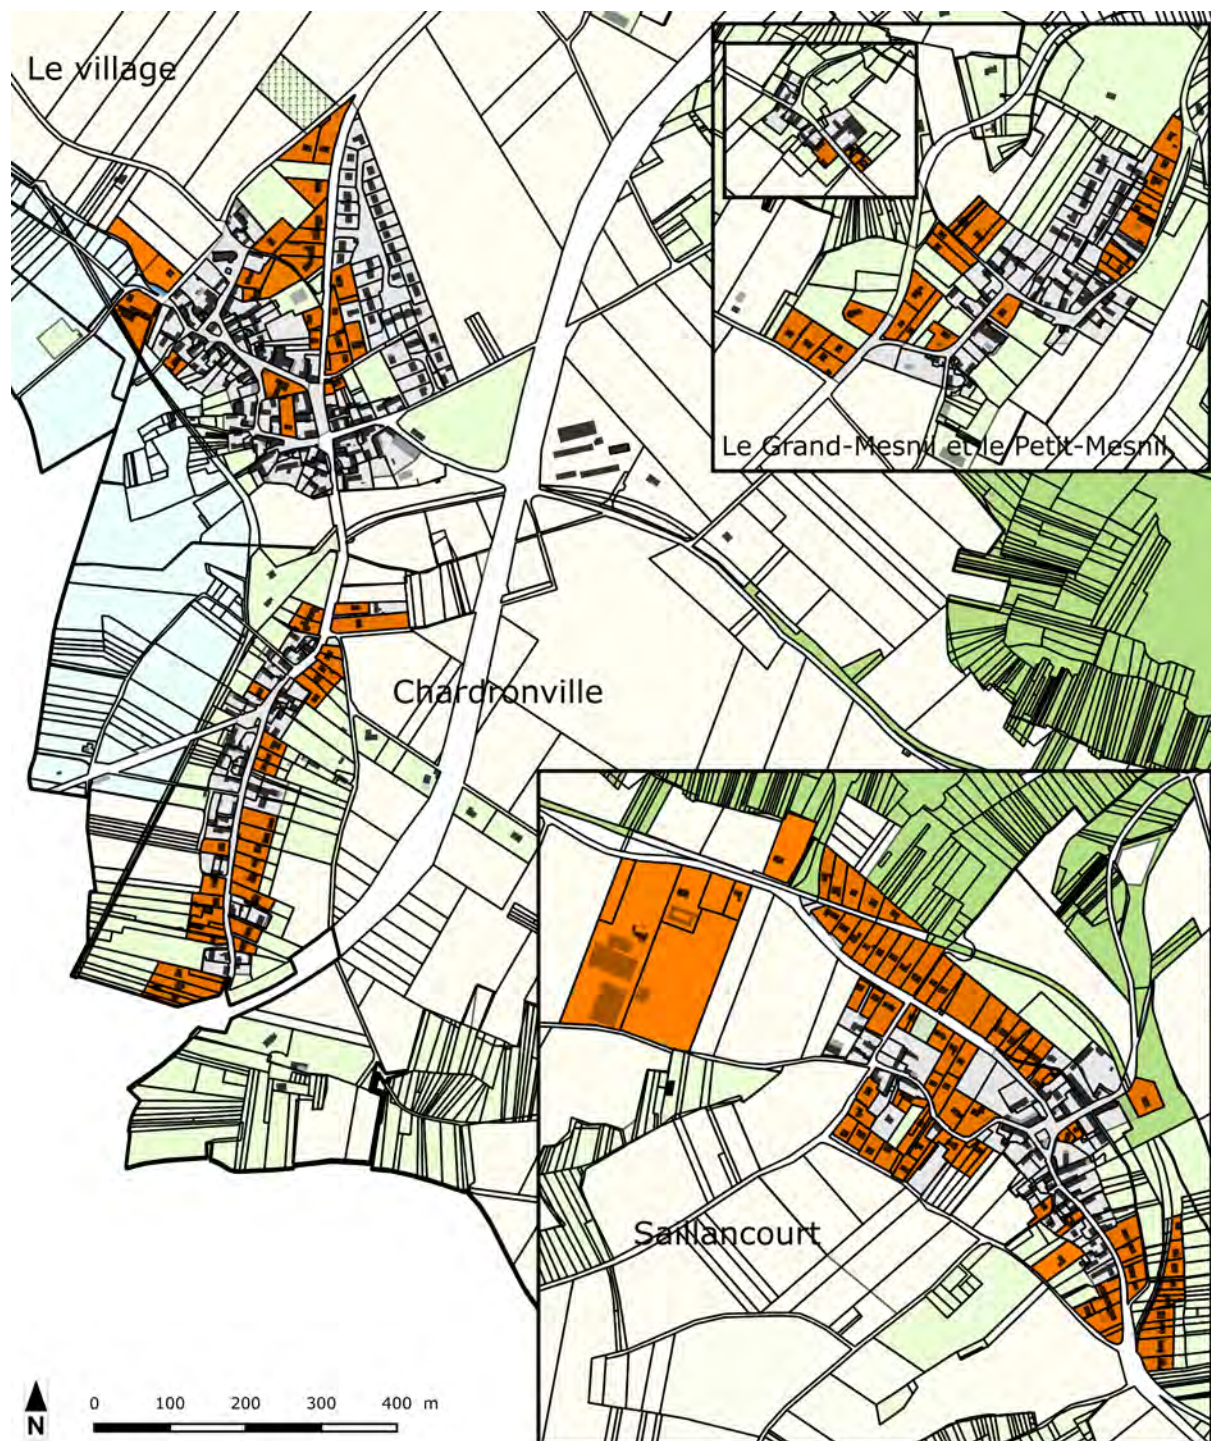 Le village
Le Grand-Mesnil et le Petit-Mesnil
Chardronville
Saillancourt
0 100 200 300 400 m
N